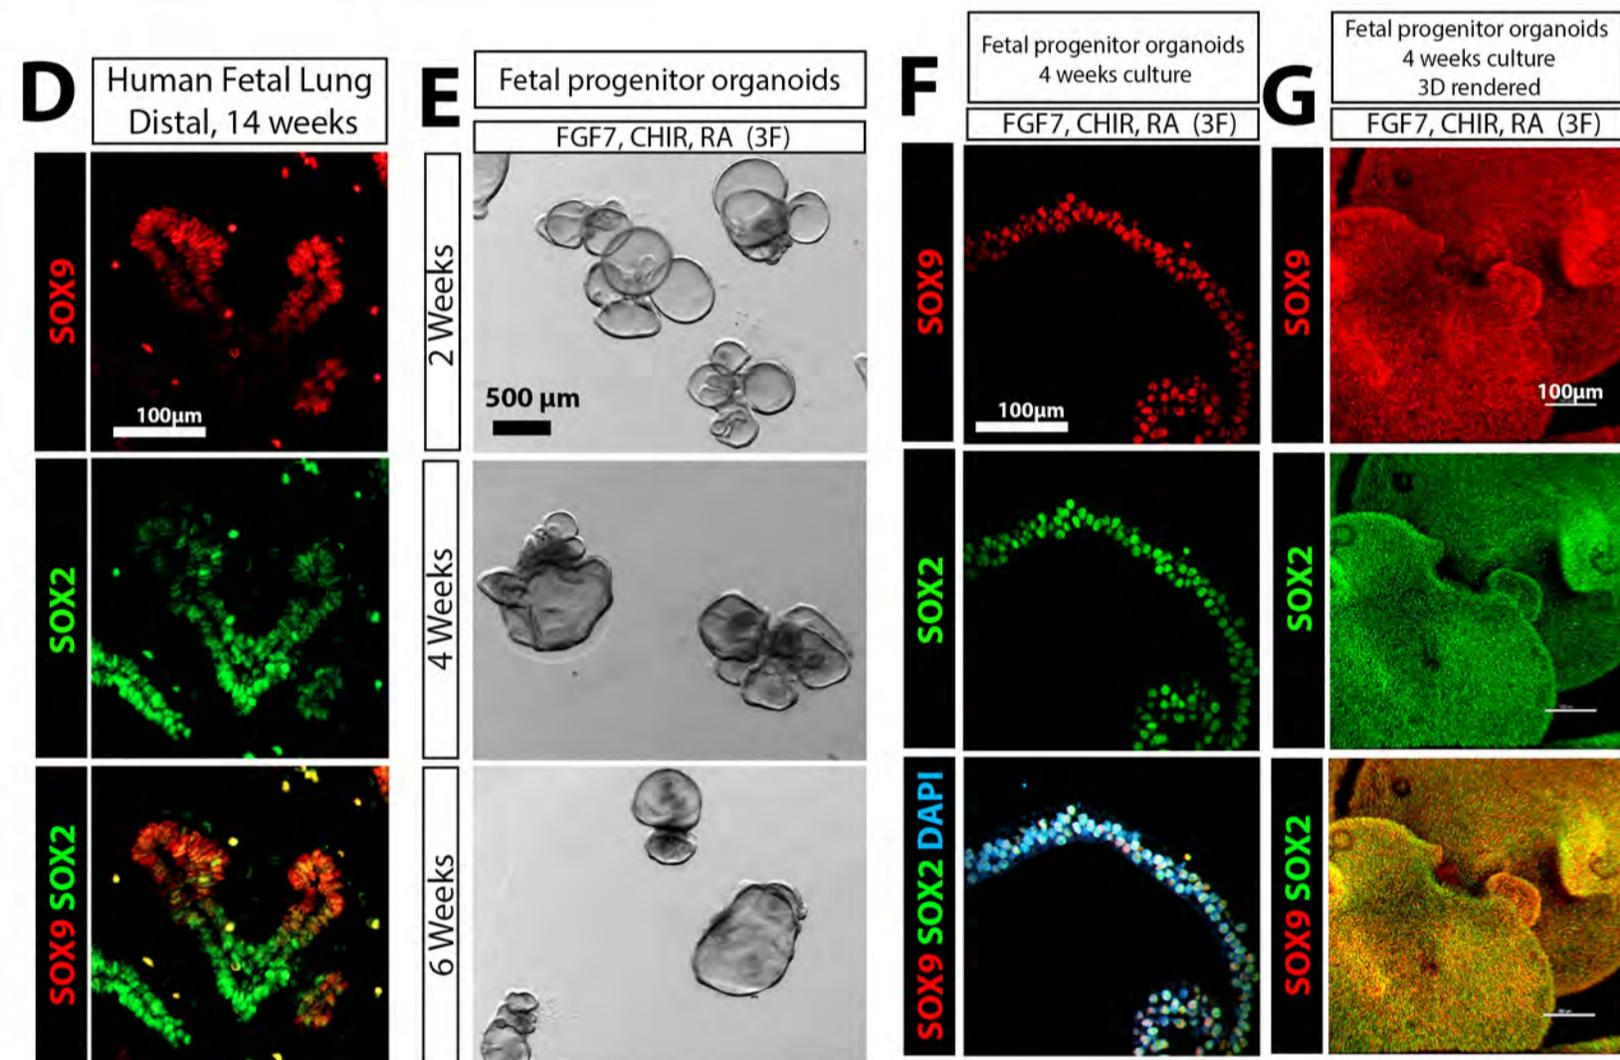 D
Human Fetal Lung
Distal, 14 weeks
SOX9
100µm
SOX2
SOX9 SOX2
E
Fetal progenitor organoids
FGF7, CHIR, RA (3F)
2 Weeks
500 µm
4 Weeks
6 Weeks
F
Fetal progenitor organoids
4 weeks culture
FGF7, CHIR, RA (3F)
SOX9
100µm
SOX2
SOX9 SOX2 DAPI
G
Fetal progenitor organoids
4 weeks culture
3D rendered
FGF7, CHIR, RA (3F)
SOX9
100µm
SOX2
SOX9 SOX2